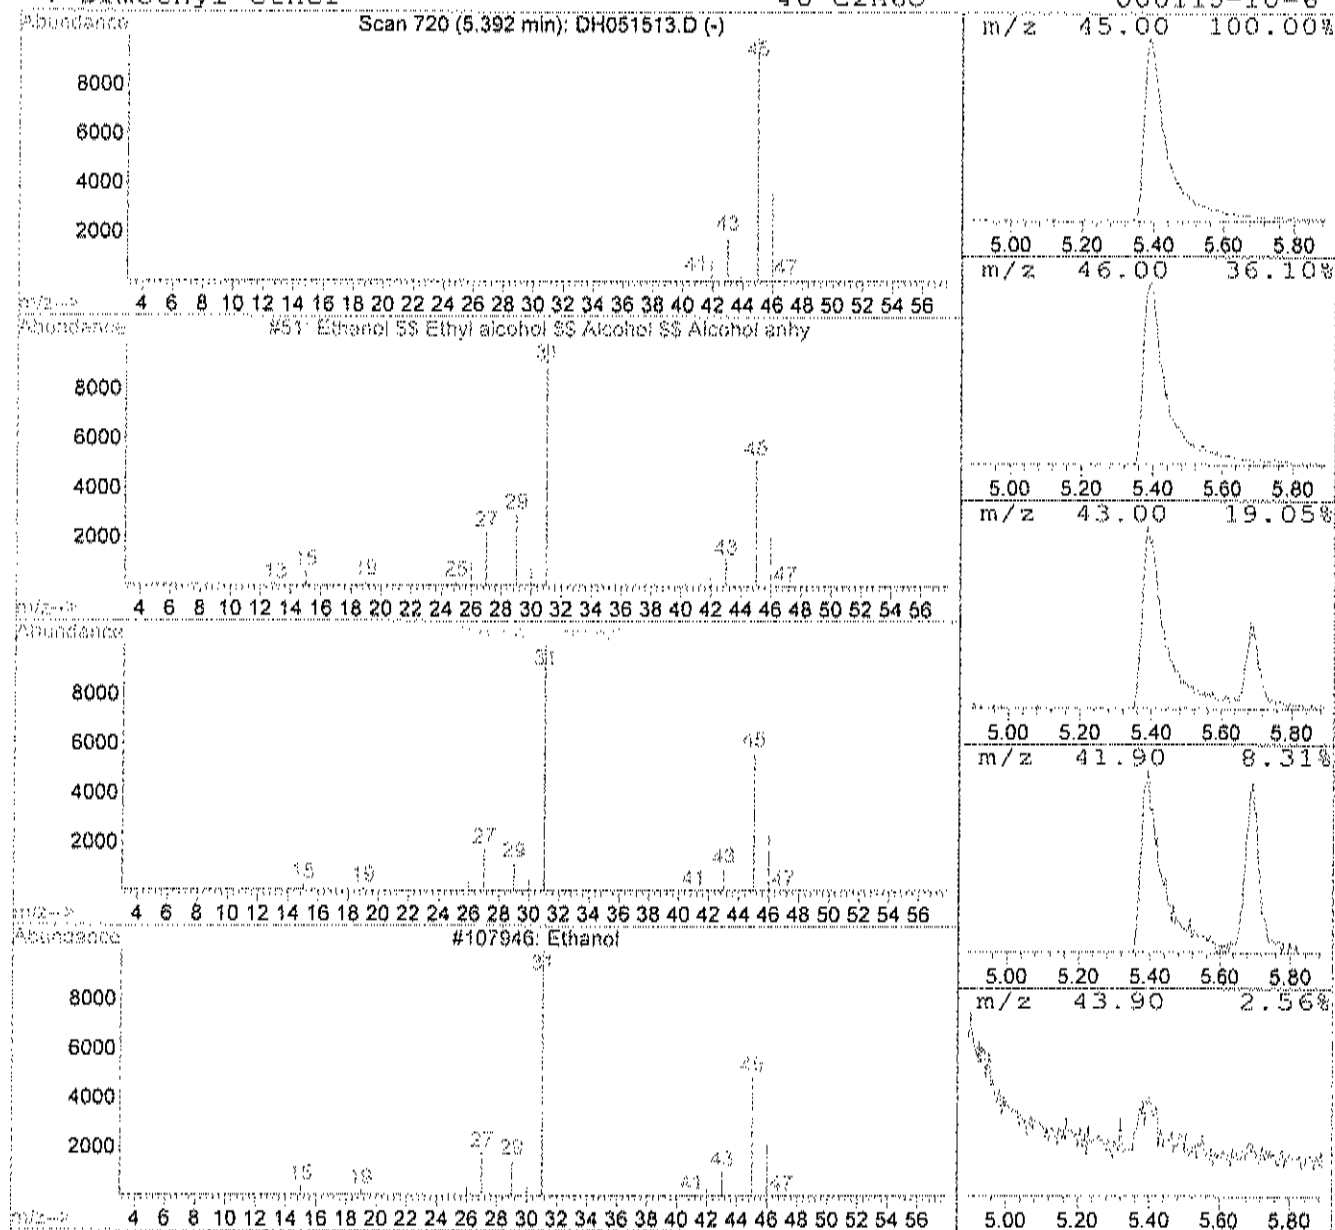 Dimethyl ether 46 C2H6O 000115-10-6
Abundance Scan 720 (5.392 min): DH051513.D (-)
45
8000
6000
4000
2000
43
41 47
m/z--> 4 6 8 10 12 14 16 18 20 22 24 26 28 30 32 34 36 38 40 42 44 46 48 50 52 54 56
Abundance #51: Ethanol $$ Ethyl alcohol $$ Alcohol $$ Alcohol anhy
31
8000
6000
45
4000
29
27
2000
43
15
13 19 26 47
m/z--> 4 6 8 10 12 14 16 18 20 22 24 26 28 30 32 34 36 38 40 42 44 46 48 50 52 54 56
Abundance
31
8000
6000
45
4000
2000
27
29 43
15 19 41 47
m/z--> 4 6 8 10 12 14 16 18 20 22 24 26 28 30 32 34 36 38 40 42 44 46 48 50 52 54 56
Abundance #107946: Ethanol
31
8000
6000
45
4000
2000
27 29
43
15 19 41 47
m/z--> 4 6 8 10 12 14 16 18 20 22 24 26 28 30 32 34 36 38 40 42 44 46 48 50 52 54 56
m/z 45.00 100.00%
5.00 5.20 5.40 5.60 5.80
m/z 46.00 36.10%
5.00 5.20 5.40 5.60 5.80
m/z 43.00 19.05%
5.00 5.20 5.40 5.60 5.80
m/z 41.90 8.31%
5.00 5.20 5.40 5.60 5.80
m/z 43.90 2.56%
5.00 5.20 5.40 5.60 5.80